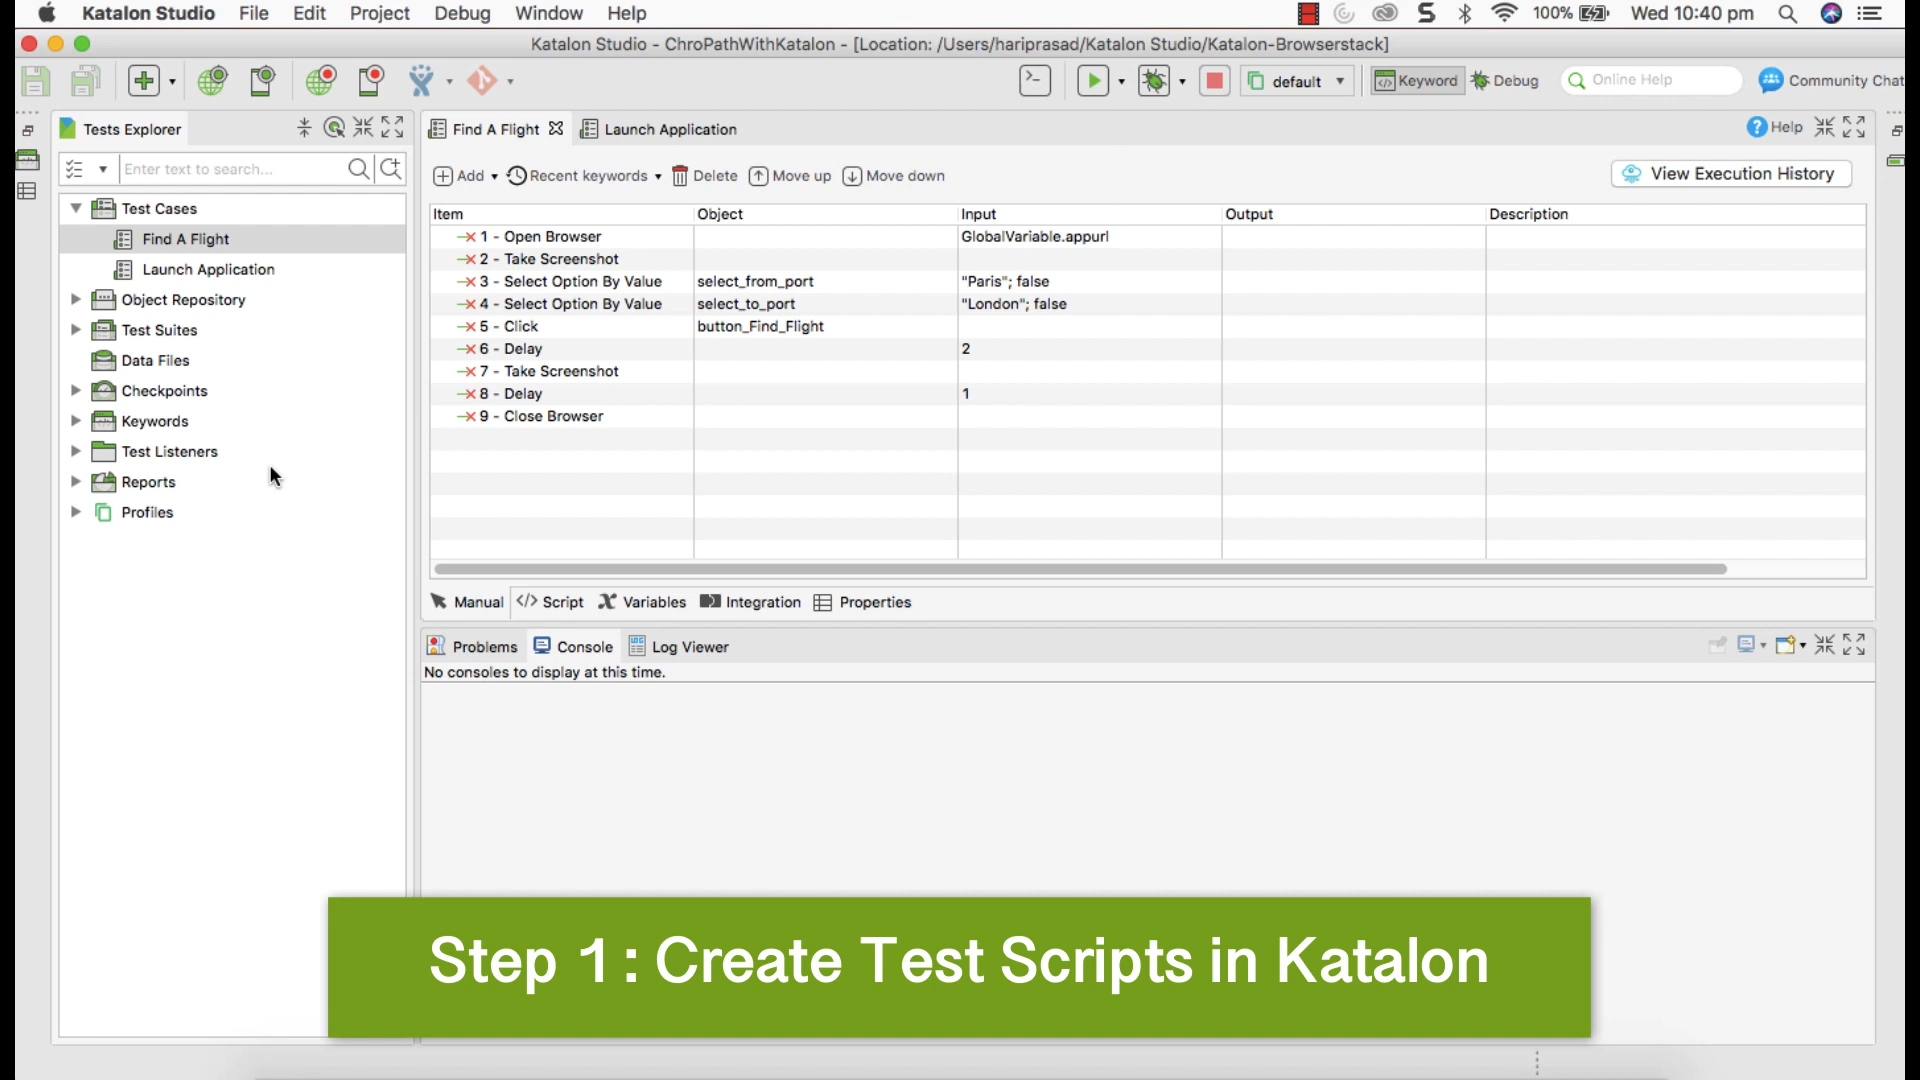 Katalon Studio File Edit Project Debug Window Help 100% Wed 10:40 pm
Katalon Studio - ChroPathWithKatalon - [Location: /Users/hariprasad/Katalon Studio/Katalon-Browserstack]
default Keyword Debug Online Help Community Chat
Tests Explorer
Enter text to search...
Test Cases
Find A Flight
Launch Application
Object Repository
Test Suites
Data Files
Checkpoints
Keywords
Test Listeners
Reports
Profiles
Find A Flight Launch Application Help
Add Recent keywords Delete Move up Move down View Execution History
Item Object Input Output Description
1 - Open Browser GlobalVariable.appurl
2 - Take Screenshot
3 - Select Option By Value select_from_port "Paris"; false
4 - Select Option By Value select_to_port "London"; false
5 - Click button_Find_Flight
6 - Delay 2
7 - Take Screenshot
8 - Delay 1
9 - Close Browser
Manual Script Variables Integration Properties
Problems Console Log Viewer
No consoles to display at this time.
Step 1: Create Test Scripts in Katalon